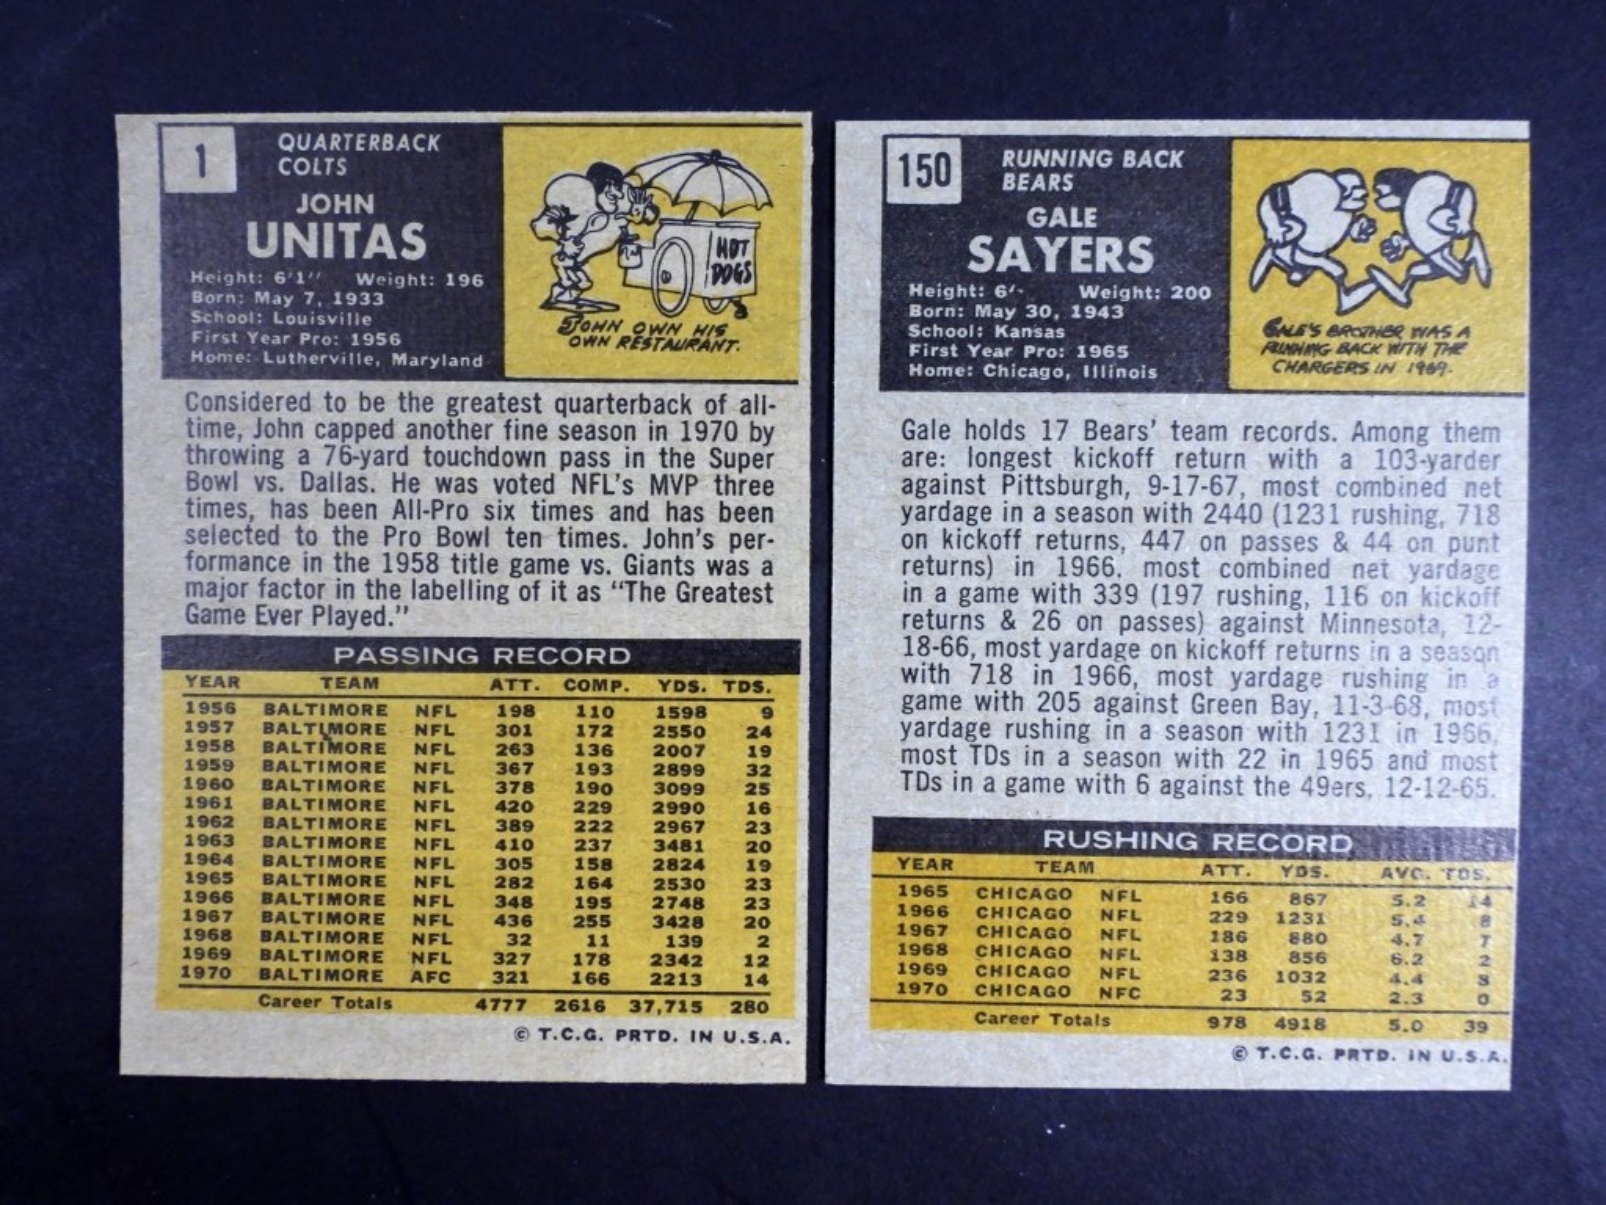 1
QUARTERBACK
COLTS
JOHN
UNITAS
Height: 6'1" Weight: 196
Born: May 7, 1933
School: Louisville
First Year Pro: 1956
Home: Lutherville, Maryland
HOT
DOGS
JOHN OWN HIS
OWN RESTAURANT.
Considered to be the greatest quarterback of all-
time, John capped another fine season in 1970 by
throwing a 76-yard touchdown pass in the Super
Bowl vs. Dallas. He was voted NFL's MVP three
times, has been All-Pro six times and has been
selected to the Pro Bowl ten times. John's per-
formance in the 1958 title game vs. Giants was a
major factor in the labelling of it as "The Greatest
Game Ever Played."
PASSING RECORD
YEAR TEAM ATT. COMP. YDS. TDS.
1956 BALTIMORE NFL 198 110 1598 9
1957 BALTIMORE NFL 301 172 2550 24
1958 BALTIMORE NFL 263 136 2007 19
1959 BALTIMORE NFL 367 193 2899 32
1960 BALTIMORE NFL 378 190 3099 25
1961 BALTIMORE NFL 420 229 2990 16
1962 BALTIMORE NFL 389 222 2967 23
1963 BALTIMORE NFL 410 237 3481 20
1964 BALTIMORE NFL 305 158 2824 19
1965 BALTIMORE NFL 282 164 2530 23
1966 BALTIMORE NFL 348 195 2748 23
1967 BALTIMORE NFL 436 255 3428 20
1968 BALTIMORE NFL 32 11 139 2
1969 BALTIMORE NFL 327 178 2342 12
1970 BALTIMORE AFC 321 166 2213 14
Career Totals 4777 2616 37,715 280
© T.C.G. PRTD. IN U.S.A.
150
RUNNING BACK
BEARS
GALE
SAYERS
Height: 6'- Weight: 200
Born: May 30, 1943
School: Kansas
First Year Pro: 1965
Home: Chicago, Illinois
GALE'S BROTHER WAS A
RUNNING BACK WITH THE
CHARGERS IN 1969.
Gale holds 17 Bears' team records. Among them
are: longest kickoff return with a 103-yarder
against Pittsburgh, 9-17-67, most combined net
yardage in a season with 2440 (1231 rushing, 718
on kickoff returns, 447 on passes & 44 on punt
returns) in 1966, most combined net yardage
in a game with 339 (197 rushing, 116 on kickoff
returns & 26 on passes) against Minnesota, 12-
18-66, most yardage on kickoff returns in a season
with 718 in 1966, most yardage rushing in a
game with 205 against Green Bay, 11-3-68, most
yardage rushing in a season with 1231 in 1966,
most TDs in a season with 22 in 1965 and most
TDs in a game with 6 against the 49ers, 12-12-65.
RUSHING RECORD
YEAR TEAM ATT. YDS. AVG. TDS.
1965 CHICAGO NFL 166 867 5.2 14
1966 CHICAGO NFL 229 1231 5.4 8
1967 CHICAGO NFL 186 880 4.7 7
1968 CHICAGO NFL 138 856 6.2 2
1969 CHICAGO NFL 236 1032 4.4 8
1970 CHICAGO NFC 23 52 2.3 0
Career Totals 978 4918 5.0 39
© T.C.G. PRTD. IN U.S.A.